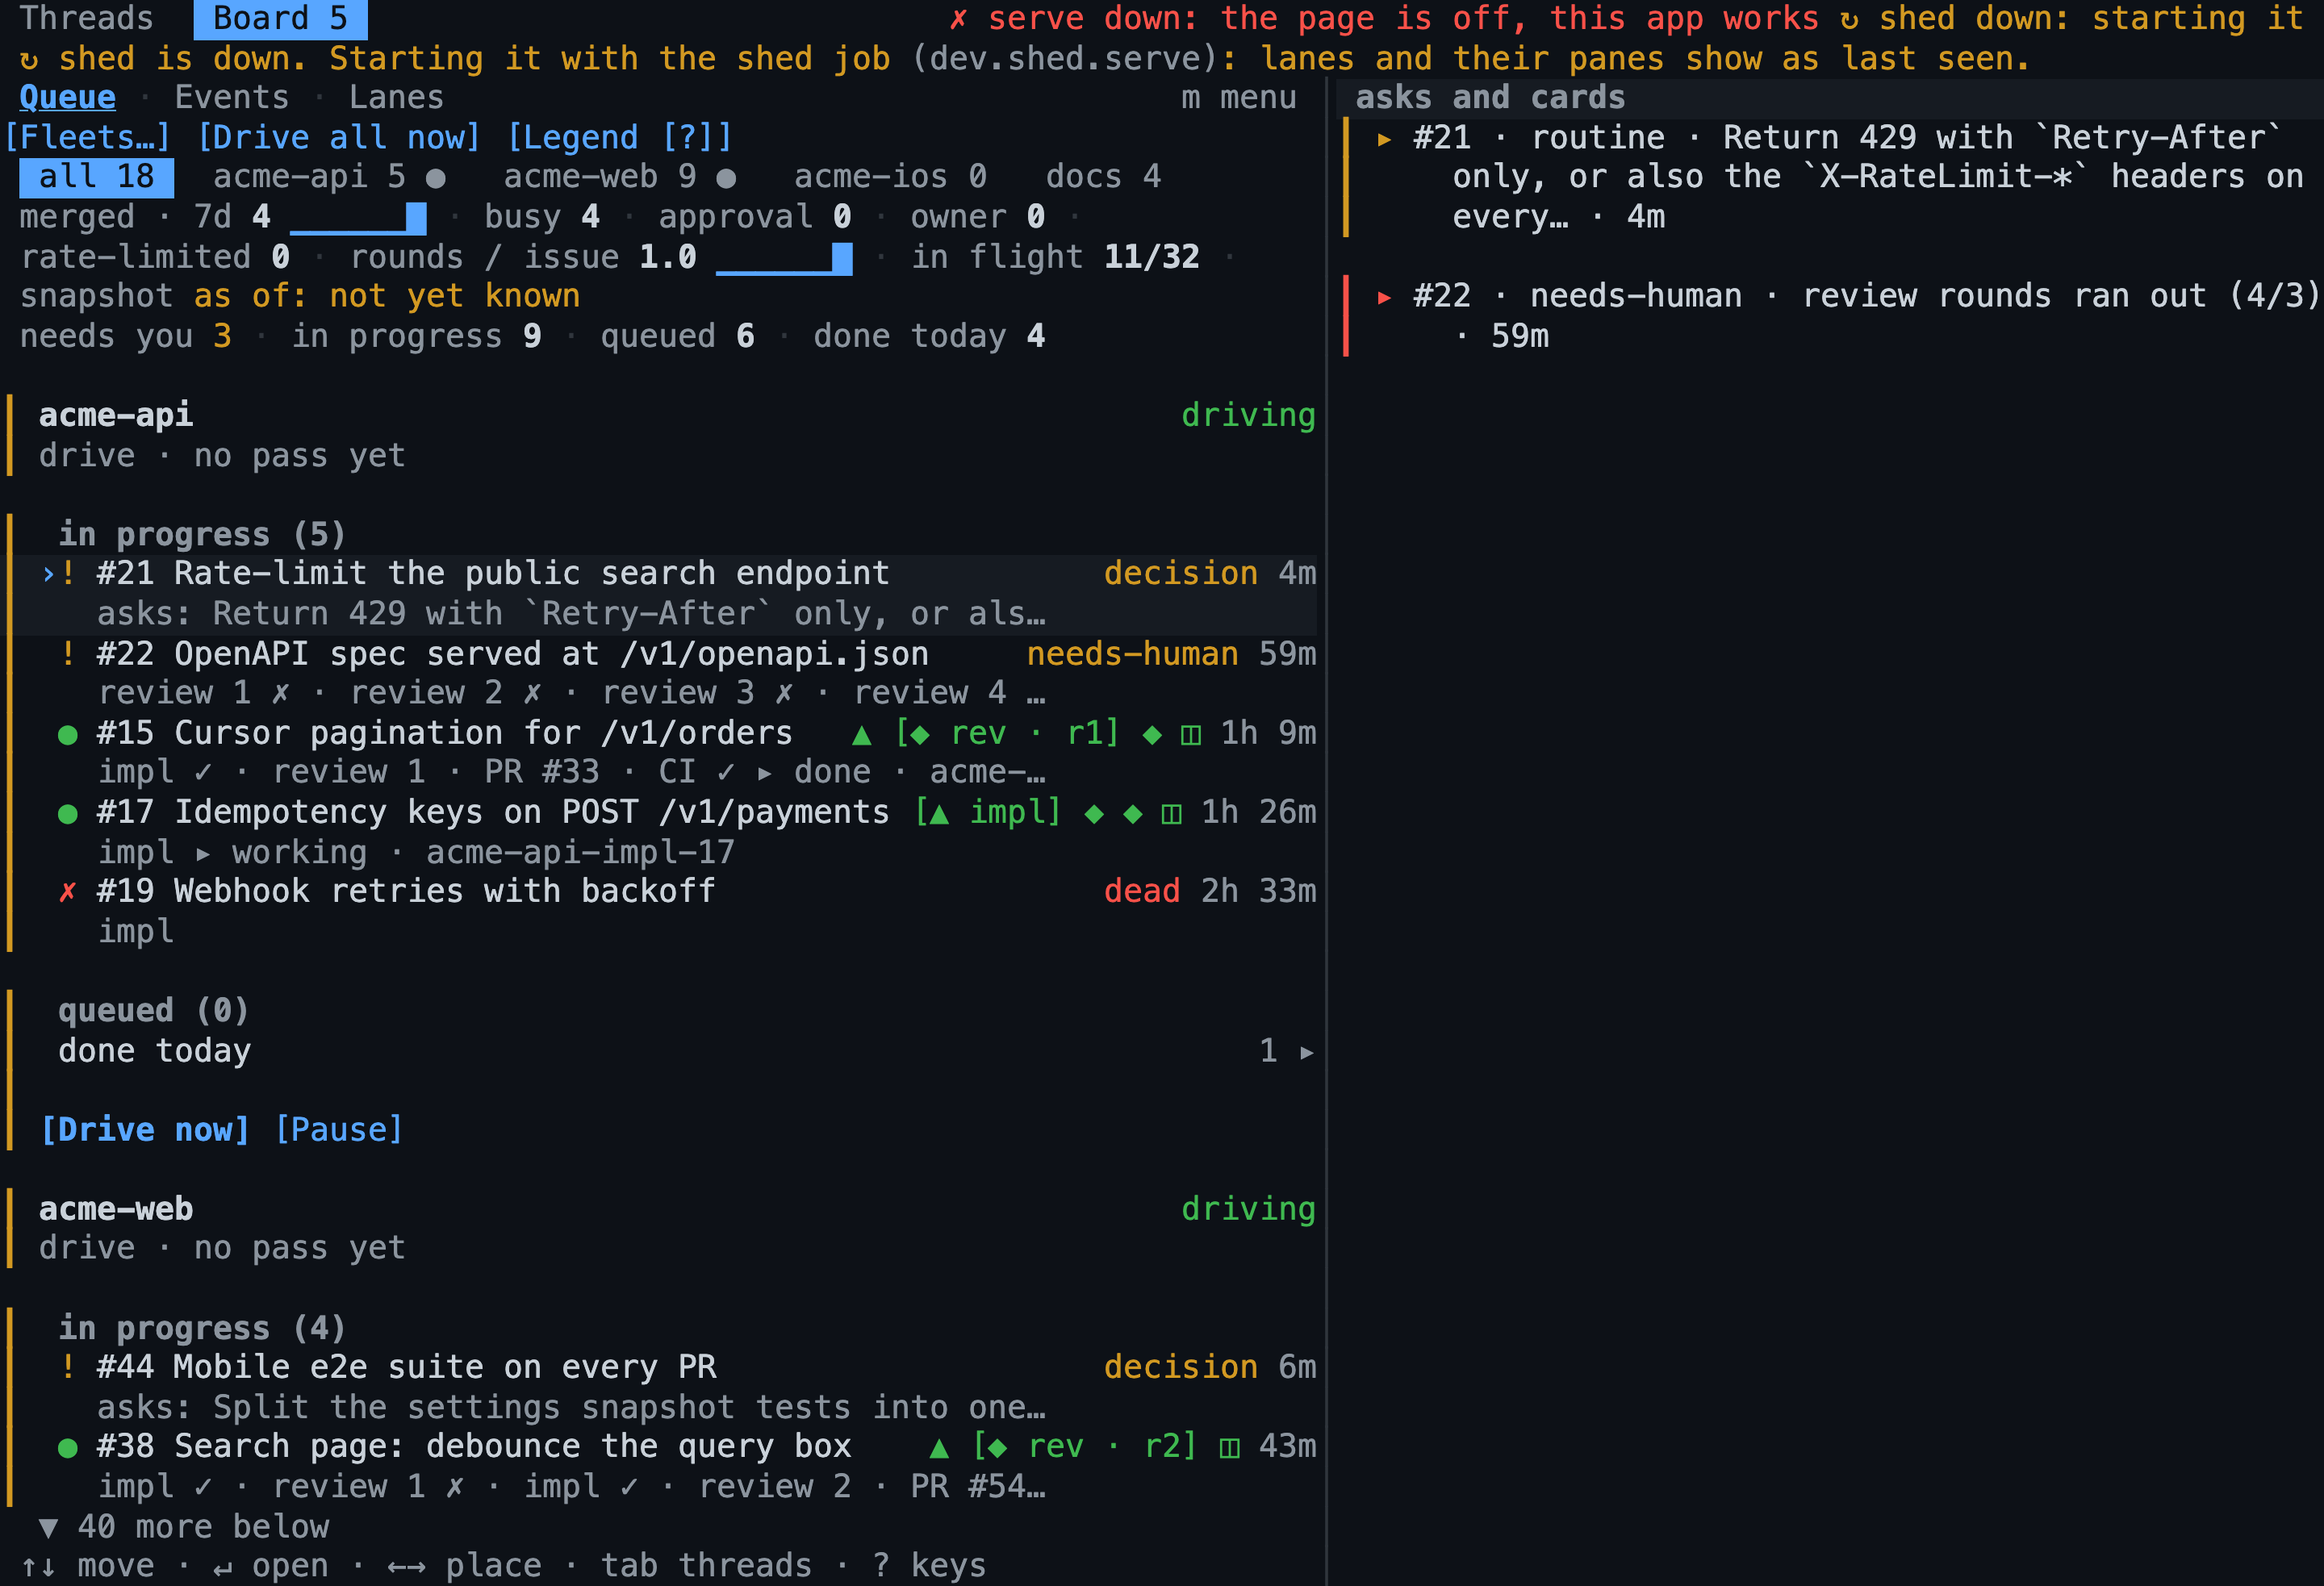 Threads   Board 5   ✗ serve down: the page is off, this app works ↻ shed down: starting it
↻ shed is down. Starting it with the shed job (dev.shed.serve): lanes and their panes show as last seen.
Queue · Events · Lanes   m menu
[Fleets…] [Drive all now] [Legend [?]]
all 18   acme-api 5 ●   acme-web 9 ●   acme-ios 0   docs 4
merged · 7d 4 ▁▁▁▁▁▁█ · busy 4 · approval 0 · owner 0 ·
rate-limited 0 · rounds / issue 1.0 ▁▁▁▁▁▁█ · in flight 11/32 ·
snapshot as of: not yet known
needs you 3 · in progress 9 · queued 6 · done today 4
acme-api   driving
drive · no pass yet
in progress (5)
›! #21 Rate-limit the public search endpoint   decision 4m
asks: Return 429 with `Retry-After` only, or als…
! #22 OpenAPI spec served at /v1/openapi.json   needs-human 59m
review 1 ✗ · review 2 ✗ · review 3 ✗ · review 4 …
● #15 Cursor pagination for /v1/orders   ▲ [◆ rev · r1] ◆ ◫ 1h 9m
impl ✓ · review 1 · PR #33 · CI ✓ ▸ done · acme-…
● #17 Idempotency keys on POST /v1/payments [▲ impl] ◆ ◆ ◫ 1h 26m
impl ▸ working · acme-api-impl-17
✗ #19 Webhook retries with backoff   dead 2h 33m
impl
queued (0)
done today   1 ▸
[Drive now] [Pause]
acme-web   driving
drive · no pass yet
in progress (4)
! #44 Mobile e2e suite on every PR   decision 6m
asks: Split the settings snapshot tests into one…
● #38 Search page: debounce the query box   ▲ [◆ rev · r2] ◫ 43m
impl ✓ · review 1 ✗ · impl ✓ · review 2 · PR #54…
▼ 40 more below
↑↓ move · ↵ open · ←→ place · tab threads · ? keys
asks and cards
▸ #21 · routine · Return 429 with `Retry-After`
only, or also the `X-RateLimit-*` headers on
every… · 4m
▸ #22 · needs-human · review rounds ran out (4/3)
· 59m